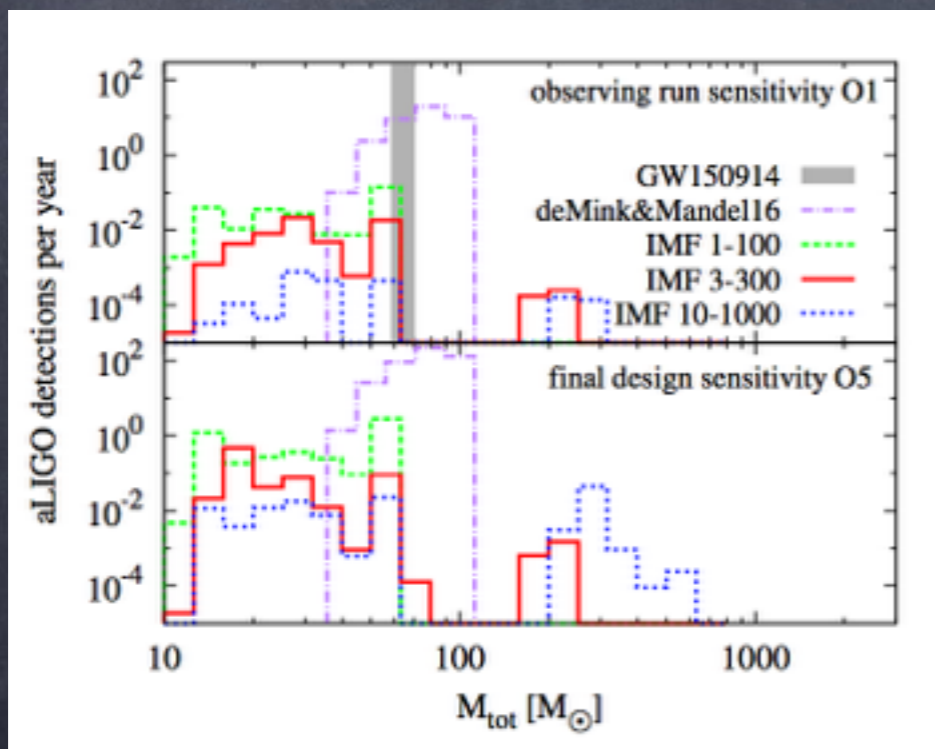 10²
10⁰
10⁻²
10⁻⁴
observing run sensitivity O1
GW150914
deMink&Mandel16
IMF 1-100
IMF 3-300
IMF 10-1000
10²
10⁰
10⁻²
10⁻⁴
final design sensitivity O5
aLIGO detections per year
10 100 1000
M_tot [M_⊙]